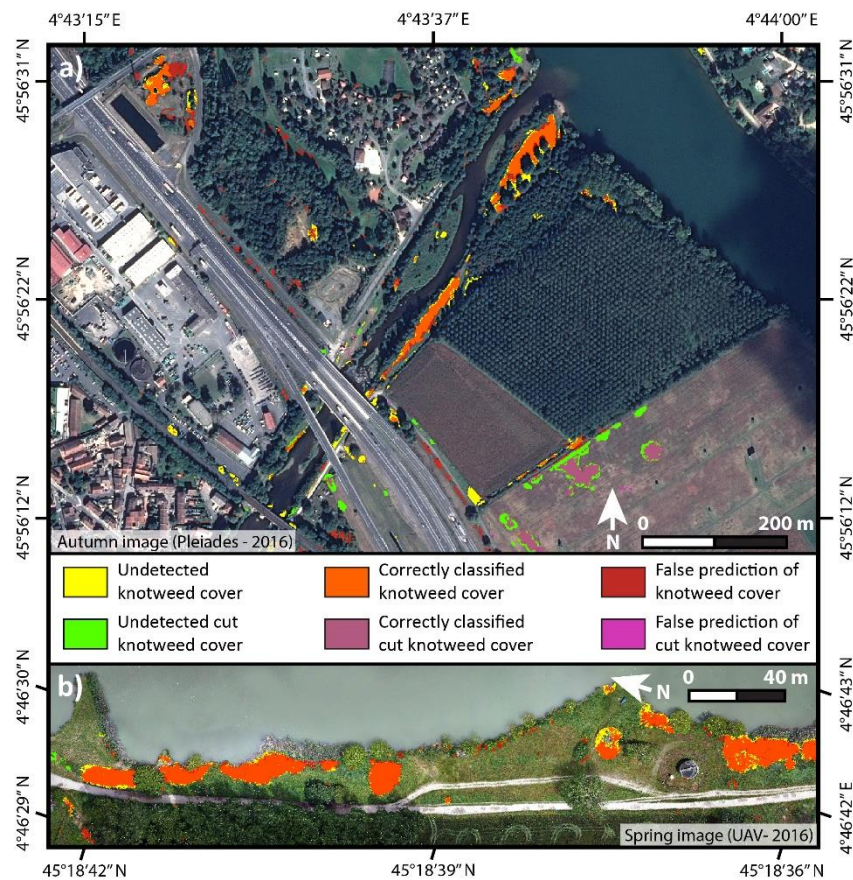 4°43'15'' E
4°43'37'' E
4°44'00'' E
a)
45°56'31'' N
45°56'31'' N
45°56'22'' N
45°56'22'' N
45°56'12'' N
45°56'12'' N
Autumn image (Pleiades - 2016)
N
0
200 m
Undetected
knotweed cover
Correctly classified
knotweed cover
False prediction of
knotweed cover
Undetected cut
knotweed cover
Correctly classified
cut knotweed cover
False prediction of
cut knotweed cover
b)
N
0
40 m
4°46'30'' N
4°46'43'' N
4°46'29'' N
4°46'42'' E
Spring image (UAV- 2016)
45°18'42'' N
45°18'39'' N
45°18'36'' N